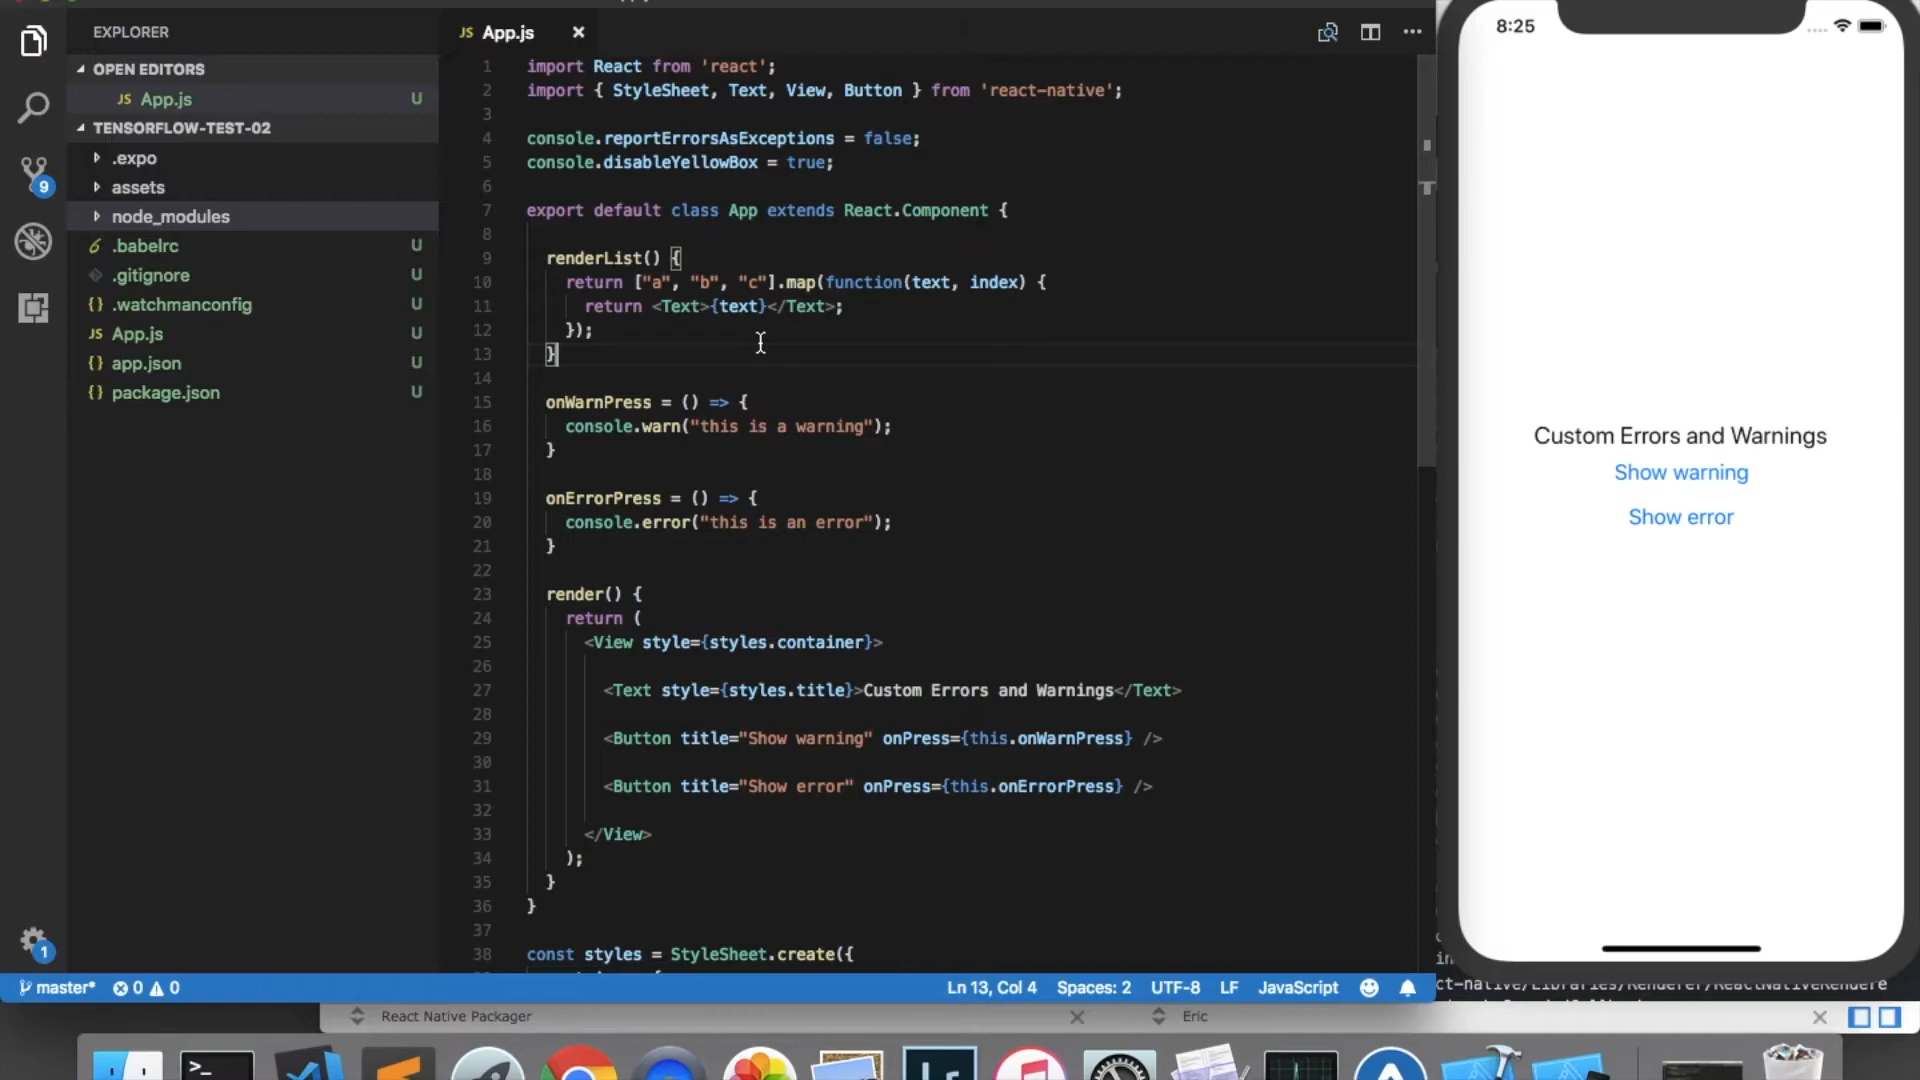 EXPLORER
OPEN EDITORS
JS App.js U
TENSORFLOW-TEST-02
.expo
assets
node_modules
.babelrc U
.gitignore U
{} .watchmanconfig U
JS App.js U
{} app.json U
{} package.json U
9
1
JS App.js
1 import React from 'react';
2 import { StyleSheet, Text, View, Button } from 'react-native';
3
4 console.reportErrorsAsExceptions = false;
5 console.disableYellowBox = true;
6
7 export default class App extends React.Component {
8
9 renderList() {
10 return ["a", "b", "c"].map(function(text, index) {
11 return <Text>{text}</Text>;
12 });
13 }
14
15 onWarnPress = () => {
16 console.warn("this is a warning");
17 }
18
19 onErrorPress = () => {
20 console.error("this is an error");
21 }
22
23 render() {
24 return (
25 <View style={styles.container}>
26
27 <Text style={styles.title}>Custom Errors and Warnings</Text>
28
29 <Button title="Show warning" onPress={this.onWarnPress} />
30
31 <Button title="Show error" onPress={this.onErrorPress} />
32
33 </View>
34 );
35 }
36 }
37
38 const styles = StyleSheet.create({
master* 0 0 Ln 13, Col 4 Spaces: 2 UTF-8 LF JavaScript
8:25
Custom Errors and Warnings
Show warning
Show error
in
ct-native/Libraries/Renderer/ReactNativeRendere
React Native Packager
Eric
>_
Lr